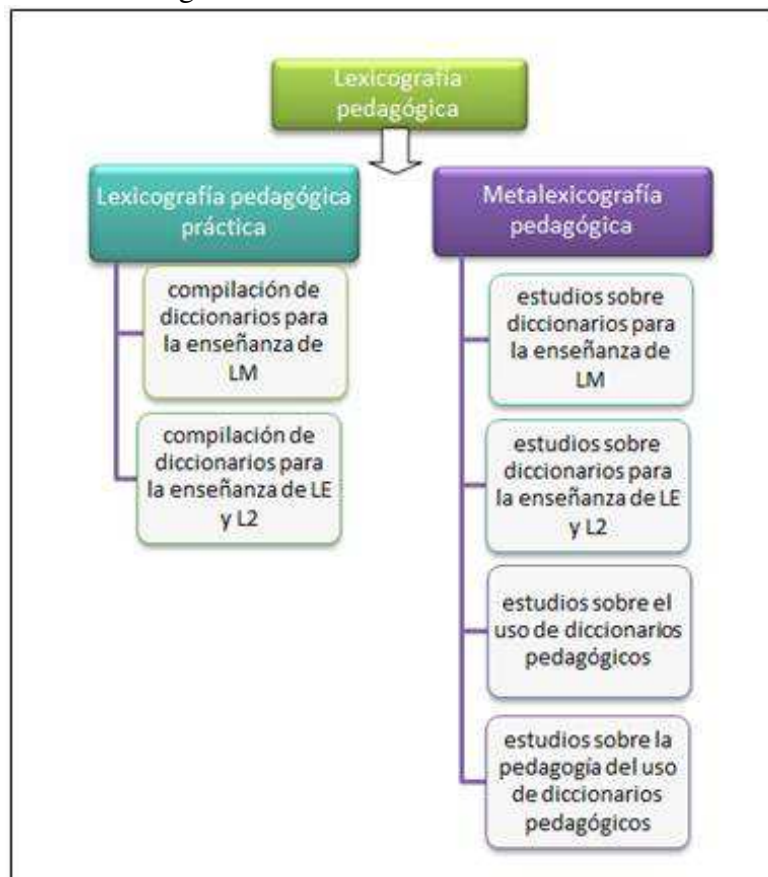 Lexicografía
pedagógica
Lexicografía pedagógica
práctica
compilación de
diccionarios para
la enseñanza de
LM
compilación de
diccionarios para
la enseñanza de LE
y L2
Metalexicografía
pedagógica
estudios sobre
diccionarios para
la enseñanza de
LM
estudios sobre
diccionarios para
la enseñanza de LE
y L2
estudios sobre el
uso de diccionarios
pedagógicos
estudios sobre la
pedagogía del uso
de diccionarios
pedagógicos